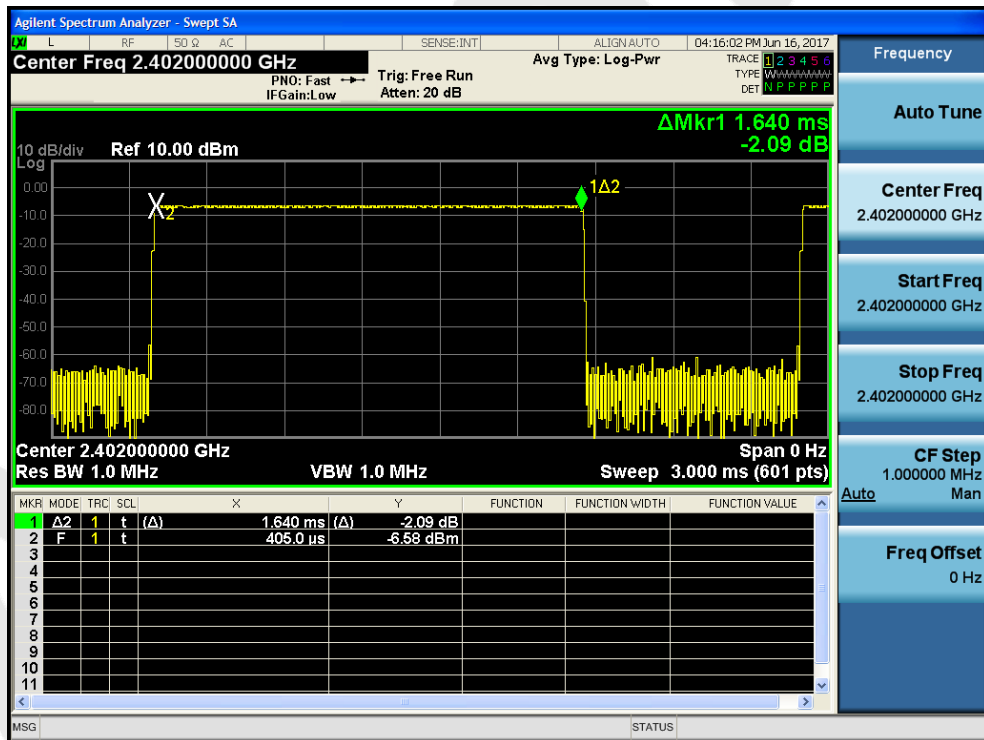 Agilent Spectrum Analyzer - Swept SA
LXI L RF 50 Ω AC SENSE:INT ALIGN AUTO 04:16:02 PM Jun 16, 2017
Center Freq 2.402000000 GHz
PNO: Fast
IFGain:Low
Trig: Free Run
Atten: 20 dB
Avg Type: Log-Pwr
TRACE 1 2 3 4 5 6
TYPE WWWWWW
DET N P P P P P
ΔMkr1 1.640 ms
-2.09 dB
10 dB/div Ref 10.00 dBm
Log
0.00
-10.0
-20.0
-30.0
-40.0
-50.0
-60.0
-70.0
-80.0
X2
1Δ2
Center 2.402000000 GHz Span 0 Hz
Res BW 1.0 MHz VBW 1.0 MHz Sweep 3.000 ms (601 pts)
MKR MODE TRC SCL X Y FUNCTION FUNCTION WIDTH FUNCTION VALUE
1 Δ2 1 t (Δ) 1.640 ms (Δ) -2.09 dB
2 F 1 t 405.0 µs -6.58 dBm
3
4
5
6
7
8
9
10
11
MSG STATUS
Frequency
Auto Tune
Center Freq
2.402000000 GHz
Start Freq
2.402000000 GHz
Stop Freq
2.402000000 GHz
CF Step
1.000000 MHz
Auto Man
Freq Offset
0 Hz